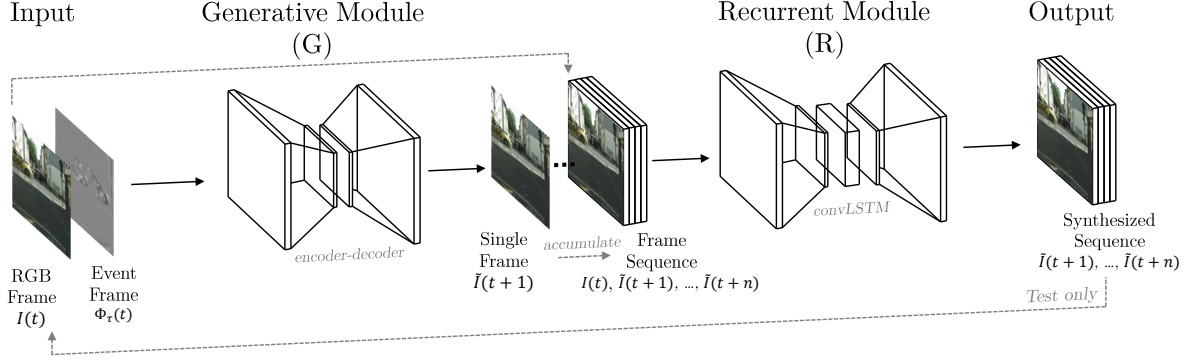 Input
Generative Module
(G)
Recurrent Module
(R)
Output
encoder-decoder
convLSTM
RGB
Frame
I(t)
Event
Frame
Φτ(t)
Single
Frame
Ĩ(t+1)
accumulate
Frame
Sequence
I(t), Ĩ(t+1), ..., Ĩ(t+n)
Synthesized
Sequence
Ĩ(t+1), ..., Ĩ(t+n)
Test only